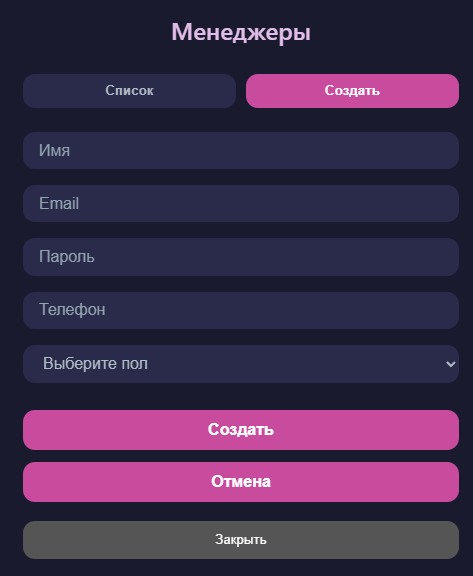 Менеджеры
Список Создать
Имя
Email
Пароль
Телефон
Выберите пол
Создать
Отмена
Закрыть